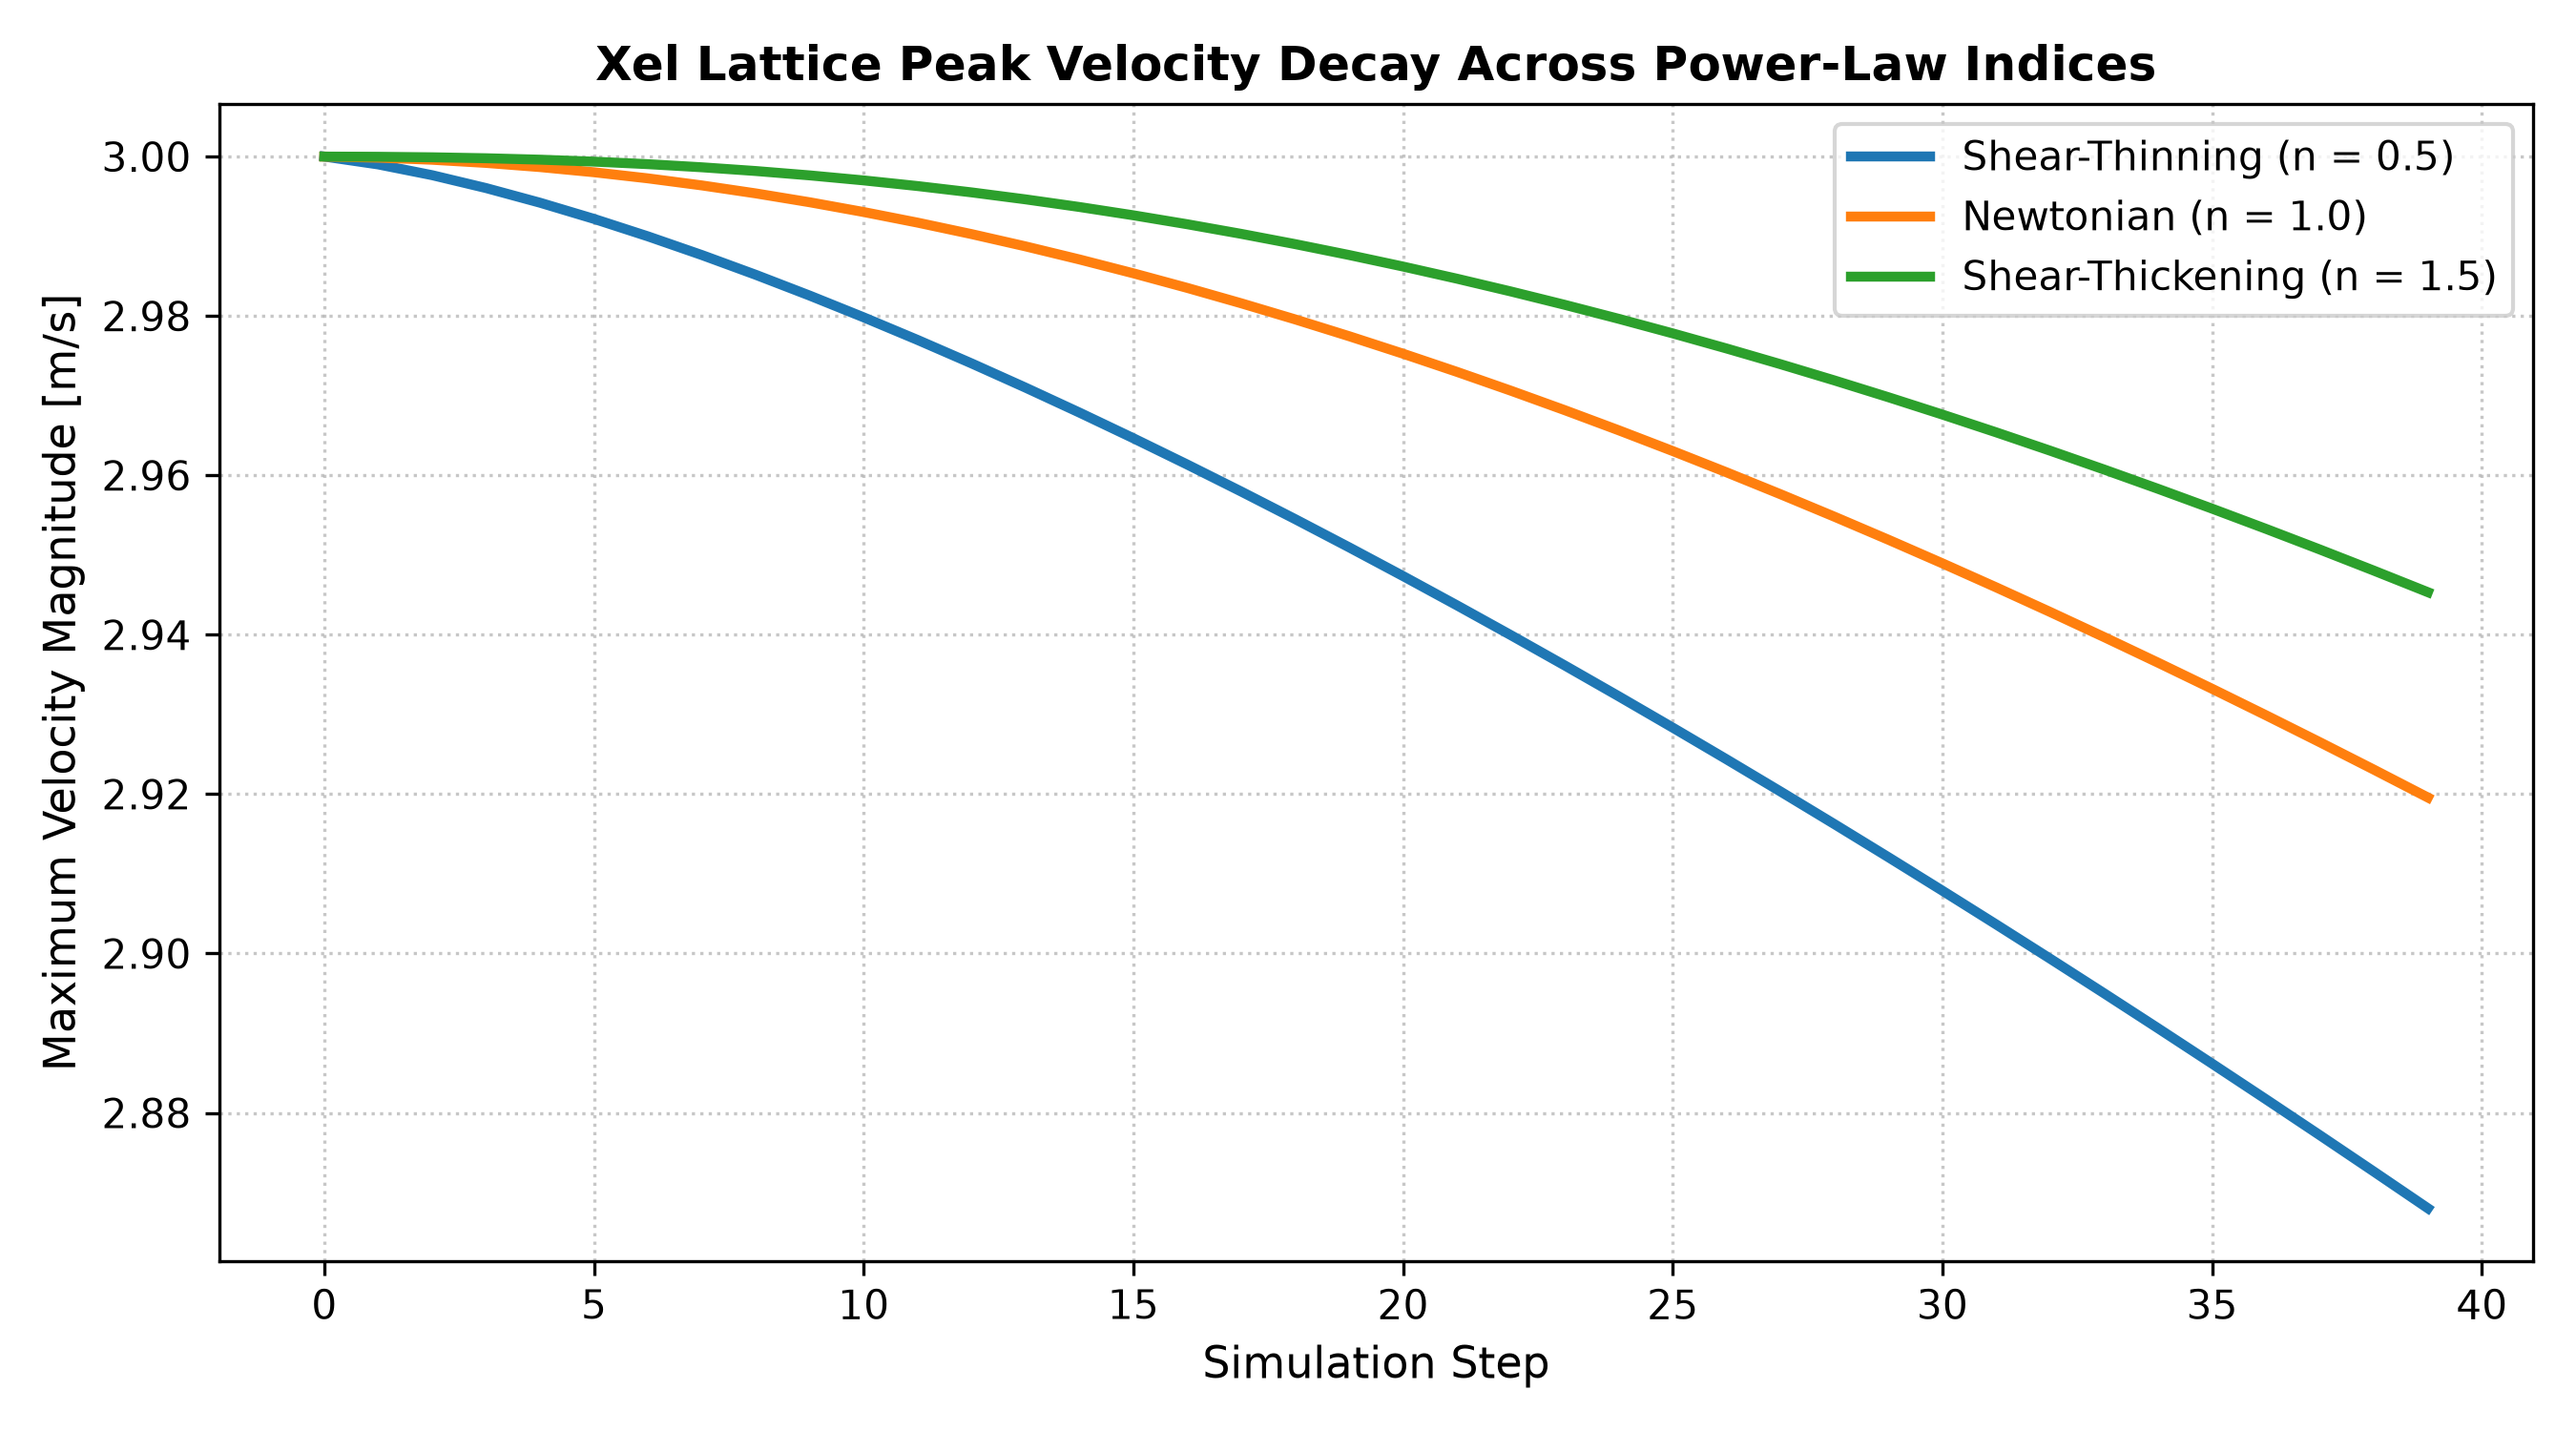 Xel Lattice Peak Velocity Decay Across Power-Law Indices
Shear-Thinning (n = 0.5)
Newtonian (n = 1.0)
Shear-Thickening (n = 1.5)
Maximum Velocity Magnitude [m/s]
3.00
2.98
2.96
2.94
2.92
2.90
2.88
0 5 10 15 20 25 30 35 40
Simulation Step